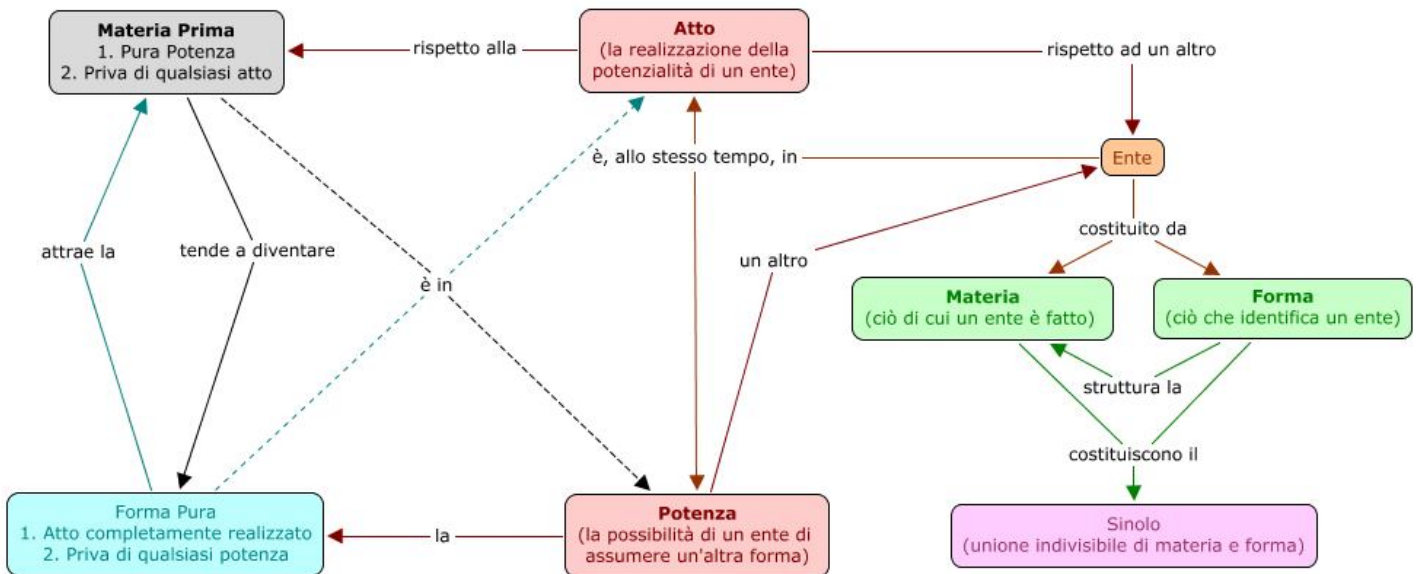 Materia Prima
1. Pura Potenza
2. Priva di qualsiasi atto
rispetto alla
Atto
(la realizzazione della
potenzialità di un ente)
rispetto ad un altro
è, allo stesso tempo, in
Ente
costituito da
attrae la
tende a diventare
è in
un altro
Materia
(ciò di cui un ente è fatto)
Forma
(ciò che identifica un ente)
struttura la
costituiscono il
Forma Pura
1. Atto completamente realizzato
2. Priva di qualsiasi potenza
la
Potenza
(la possibilità di un ente di
assumere un'altra forma)
Sinolo
(unione indivisibile di materia e forma)